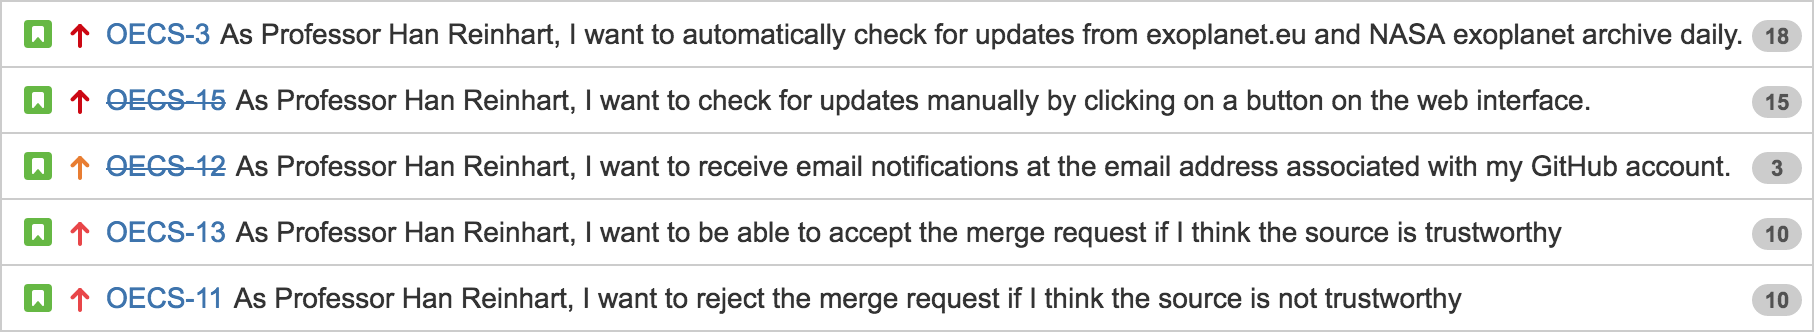 OECS-3 As Professor Han Reinhart, I want to automatically check for updates from exoplanet.eu and NASA exoplanet archive daily. 18
OECS-15 As Professor Han Reinhart, I want to check for updates manually by clicking on a button on the web interface. 15
OECS-12 As Professor Han Reinhart, I want to receive email notifications at the email address associated with my GitHub account. 3
OECS-13 As Professor Han Reinhart, I want to be able to accept the merge request if I think the source is trustworthy 10
OECS-11 As Professor Han Reinhart, I want to reject the merge request if I think the source is not trustworthy 10